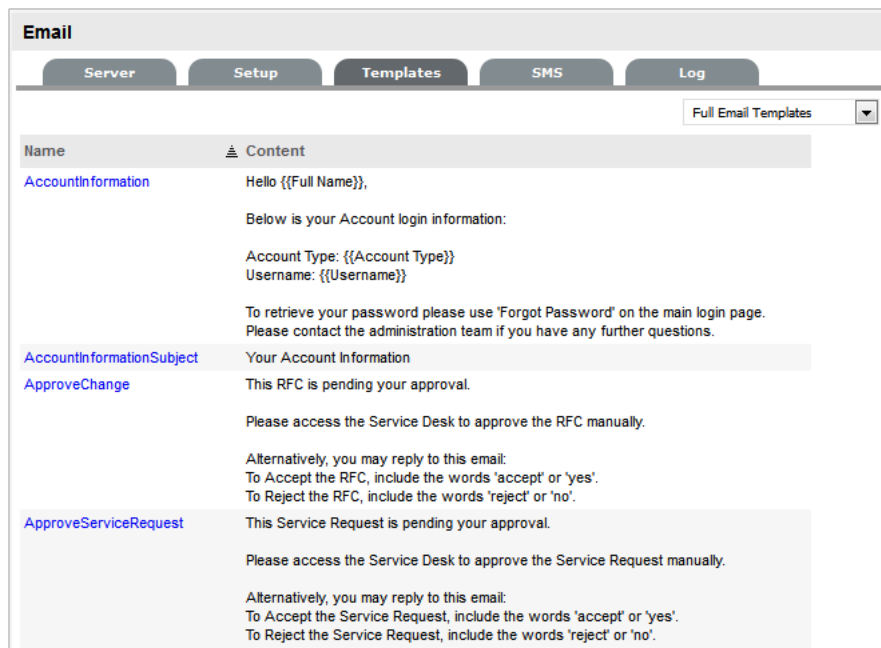 Email
Server Setup Templates SMS Log
Full Email Templates
Name Content
AccountInformation Hello {{Full Name}},
Below is your Account login information:
Account Type: {{Account Type}}
Username: {{Username}}
To retrieve your password please use 'Forgot Password' on the main login page.
Please contact the administration team if you have any further questions.
AccountInformationSubject Your Account Information
ApproveChange This RFC is pending your approval.
Please access the Service Desk to approve the RFC manually.
Alternatively, you may reply to this email:
To Accept the RFC, include the words 'accept' or 'yes'.
To Reject the RFC, include the words 'reject' or 'no'.
ApproveServiceRequest This Service Request is pending your approval.
Please access the Service Desk to approve the Service Request manually.
Alternatively, you may reply to this email:
To Accept the Service Request, include the words 'accept' or 'yes'.
To Reject the Service Request, include the words 'reject' or 'no'.